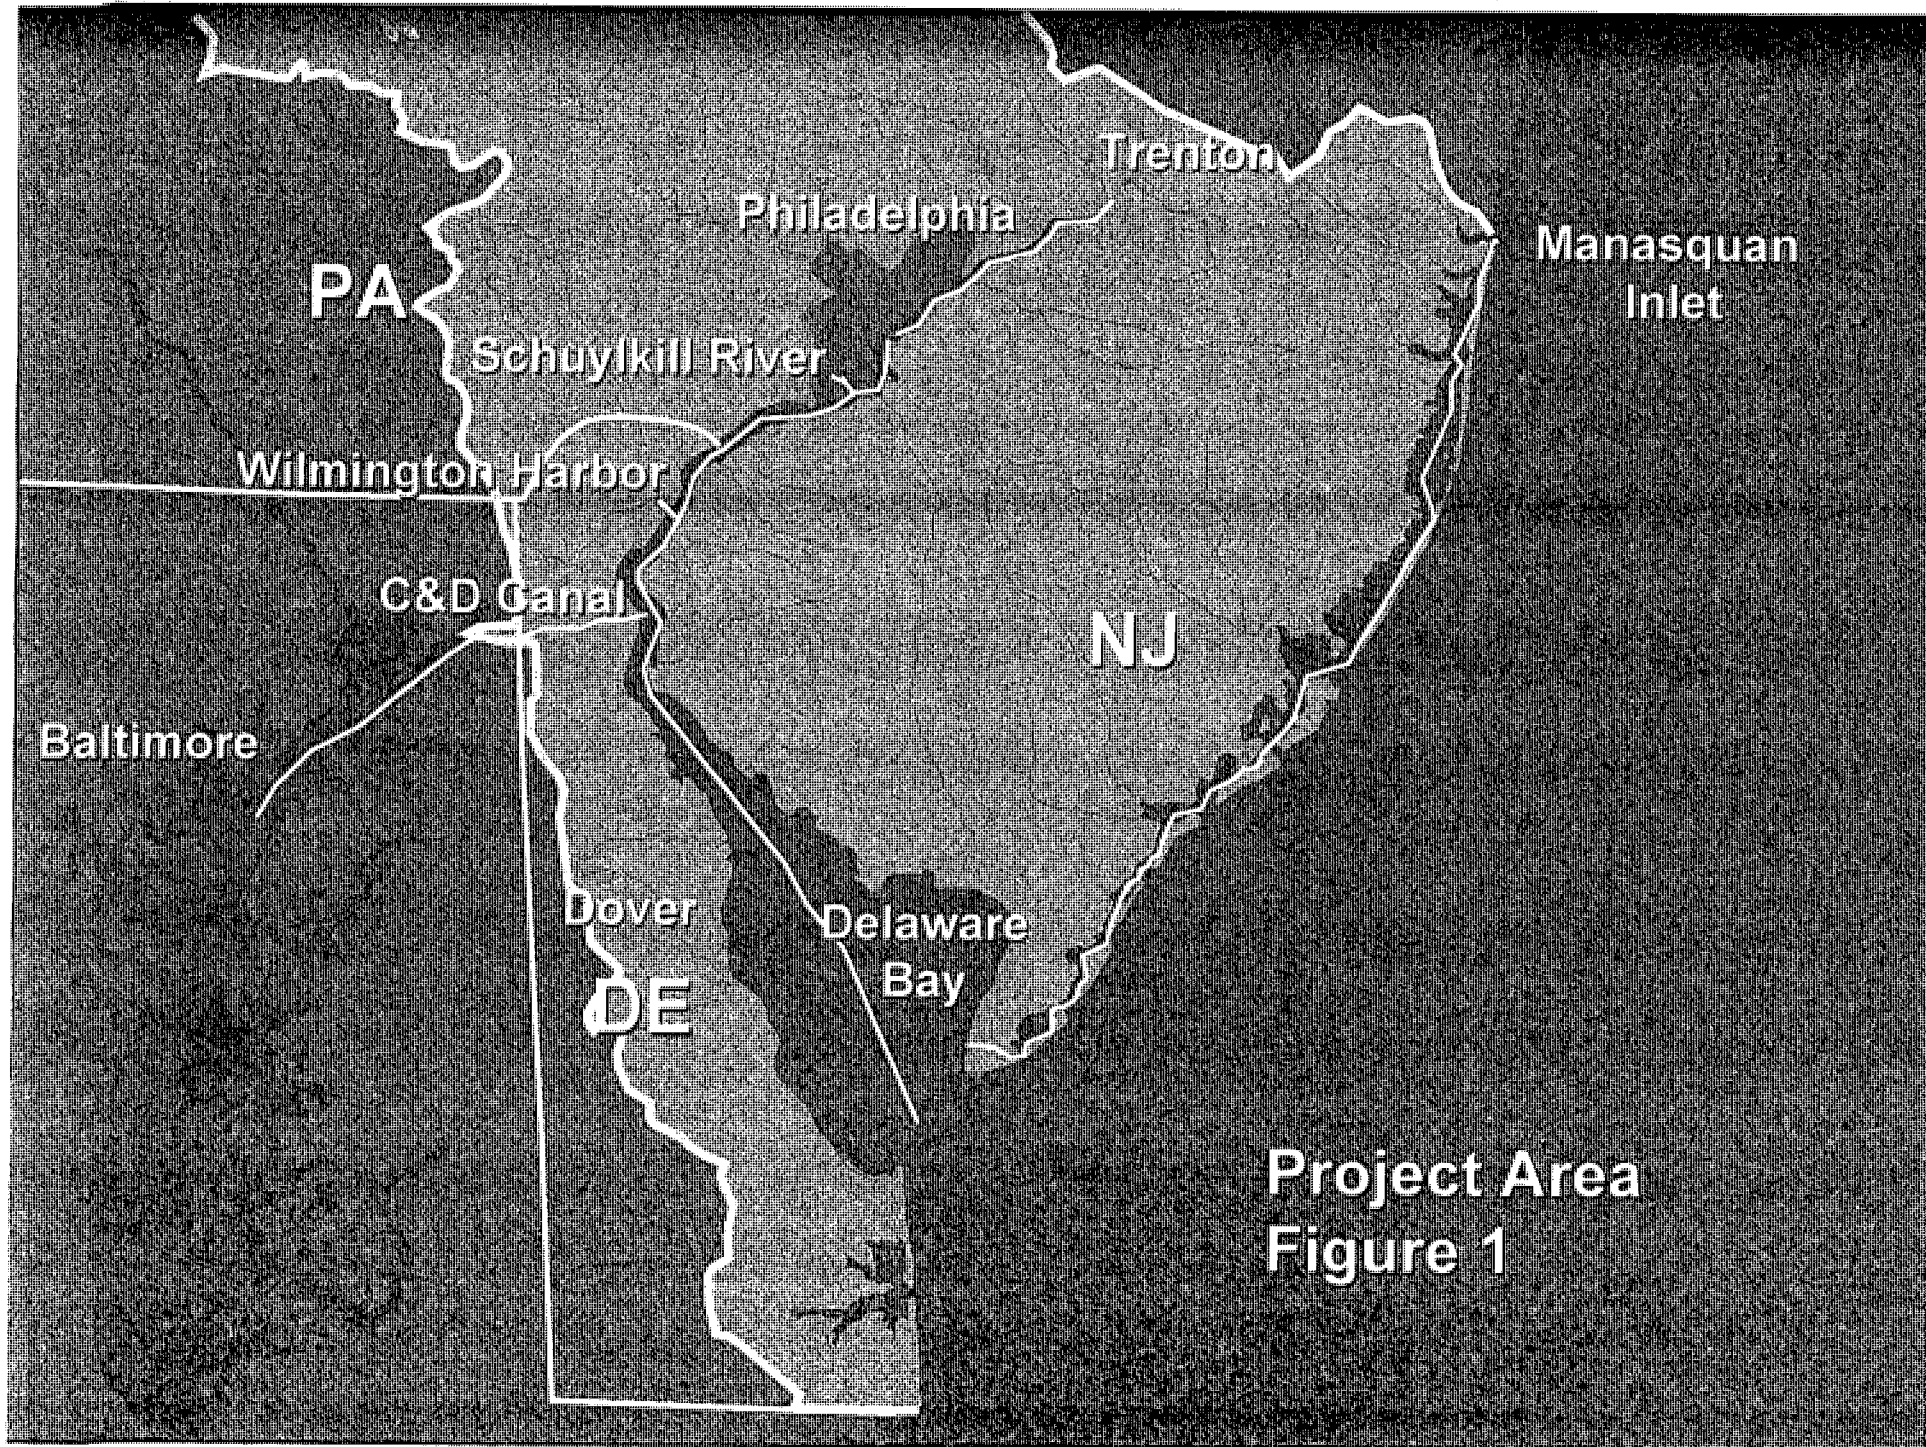 Trenton
Philadelphia
Manasquan
Inlet
PA
Schuylkill River
Wilmington Harbor
C&D Canal
NJ
Baltimore
Dover
Delaware
Bay
DE
Project Area
Figure 1